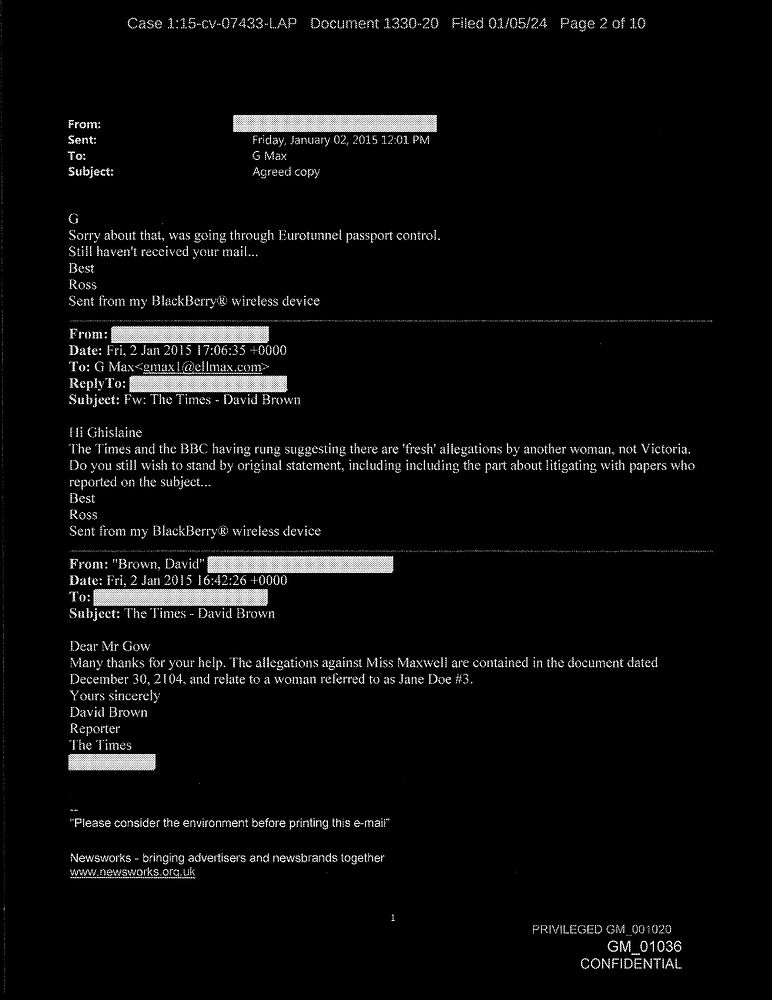 Case 1:15-cv-07433-LAP Document 1330-20 Filed 01/05/24 Page 2 of 10
From:
Sent: Friday, January 02, 2015 12:01 PM
To: G Max
Subject: Agreed copy
G
Sorry about that, was going through Eurotunnel passport control.
Still haven't received your mail...
Best
Ross
Sent from my BlackBerry® wireless device
From:
Date: Fri, 2 Jan 2015 17:06:35 +0000
To: G Max<gmax1@ellmax.com>
ReplyTo:
Subject: Fw: The Times - David Brown
Hi Ghislaine
The Times and the BBC having rung suggesting there are 'fresh' allegations by another woman, not Victoria.
Do you still wish to stand by original statement, including including the part about litigating with papers who
reported on the subject...
Best
Ross
Sent from my BlackBerry® wireless device
From: "Brown, David"
Date: Fri, 2 Jan 2015 16:42:26 +0000
To:
Subject: The Times - David Brown
Dear Mr Gow
Many thanks for your help. The allegations against Miss Maxwell are contained in the document dated
December 30, 2104, and relate to a woman referred to as Jane Doe #3.
Yours sincerely
David Brown
Reporter
The Times
--
"Please consider the environment before printing this e-mail"
Newsworks - bringing advertisers and newsbrands together
www.newsworks.org.uk
1
PRIVILEGED GM_001020
GM_01036
CONFIDENTIAL